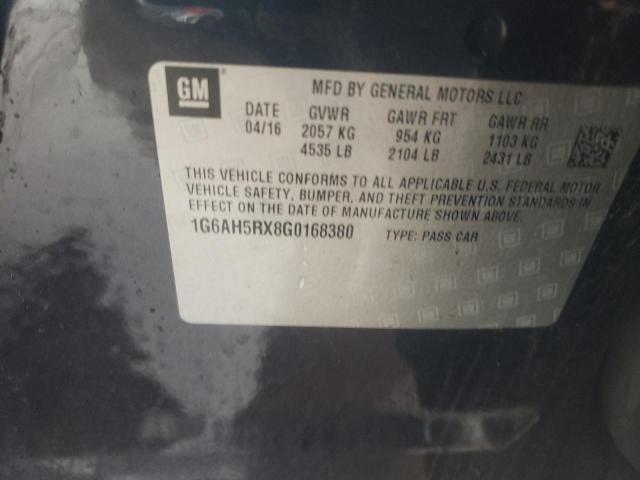 GM
MFD BY GENERAL MOTORS LLC
DATE GVWR GAWR FRT GAWR RR
04/16 2057 KG 954 KG 1103 KG
4535 LB 2104 LB 2431 LB
THIS VEHICLE CONFORMS TO ALL APPLICABLE U.S. FEDERAL MOTOR
VEHICLE SAFETY, BUMPER, AND THEFT PREVENTION STANDARDS IN
EFFECT ON THE DATE OF MANUFACTURE SHOWN ABOVE.
1G6AH5RX8G0168380 TYPE: PASS CAR